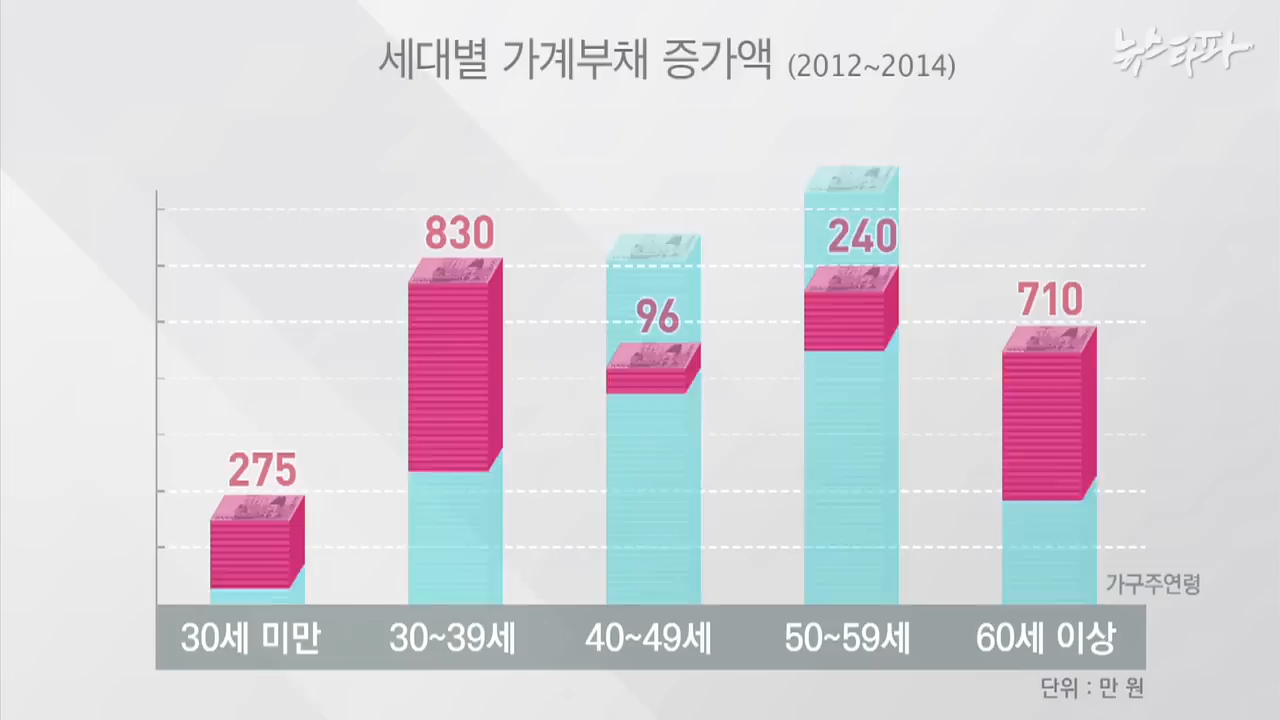 세대별 가계부채 증가액 (2012~2014)
뉴스타파
275
830
96
240
710
가구주연령
30세 미만
30~39세
40~49세
50~59세
60세 이상
단위 : 만 원